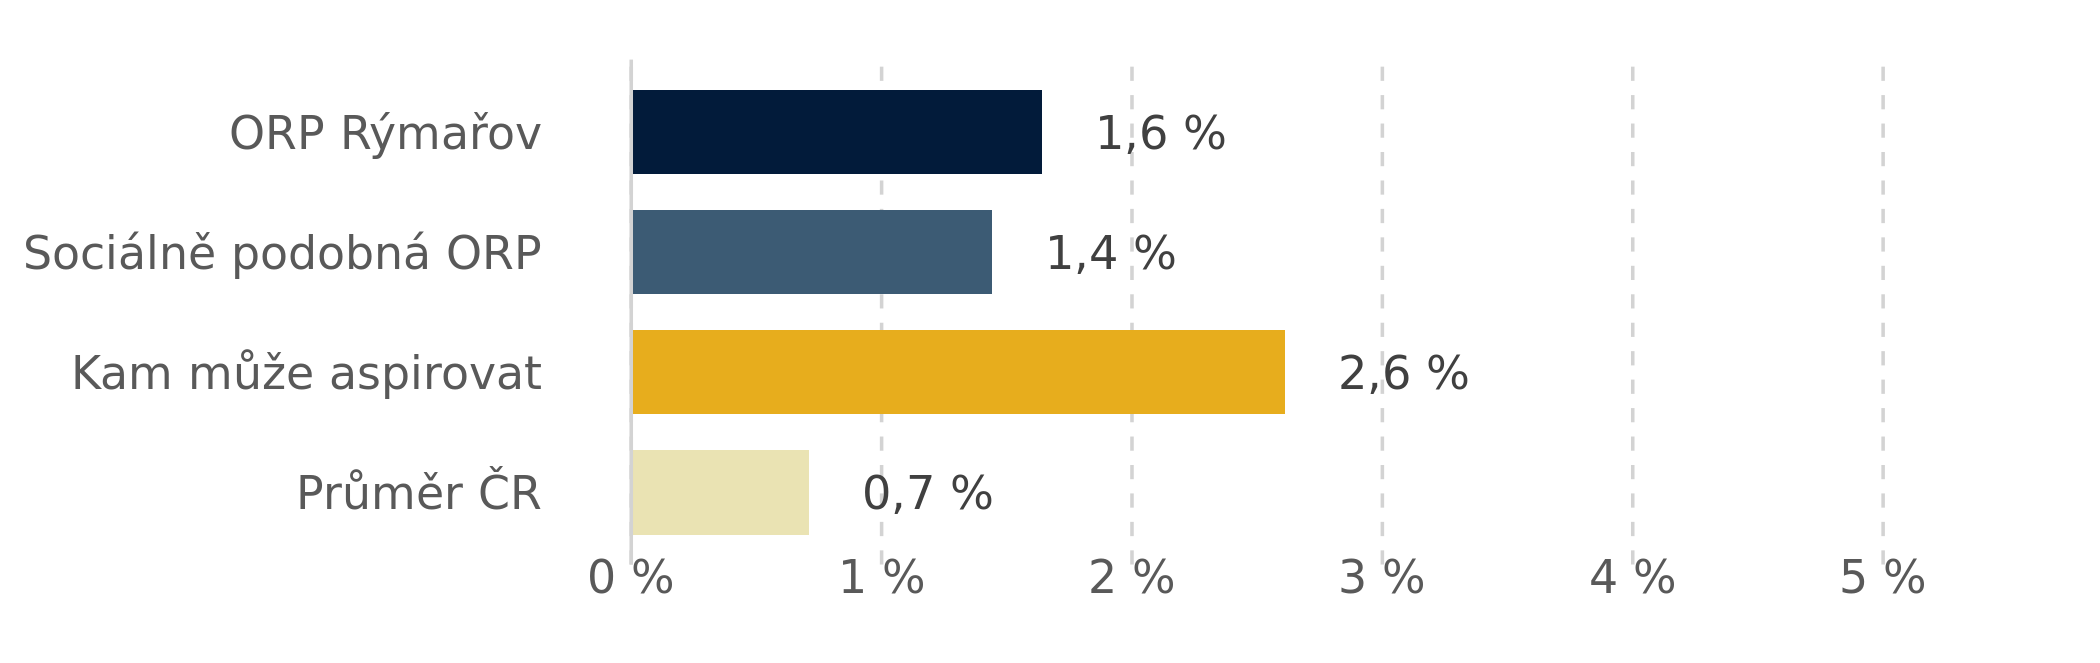 ORP Rýmařov 1,6 %
Sociálně podobná ORP 1,4 %
Kam může aspirovat 2,6 %
Průměr ČR 0,7 %
0 % 1 % 2 % 3 % 4 % 5 %